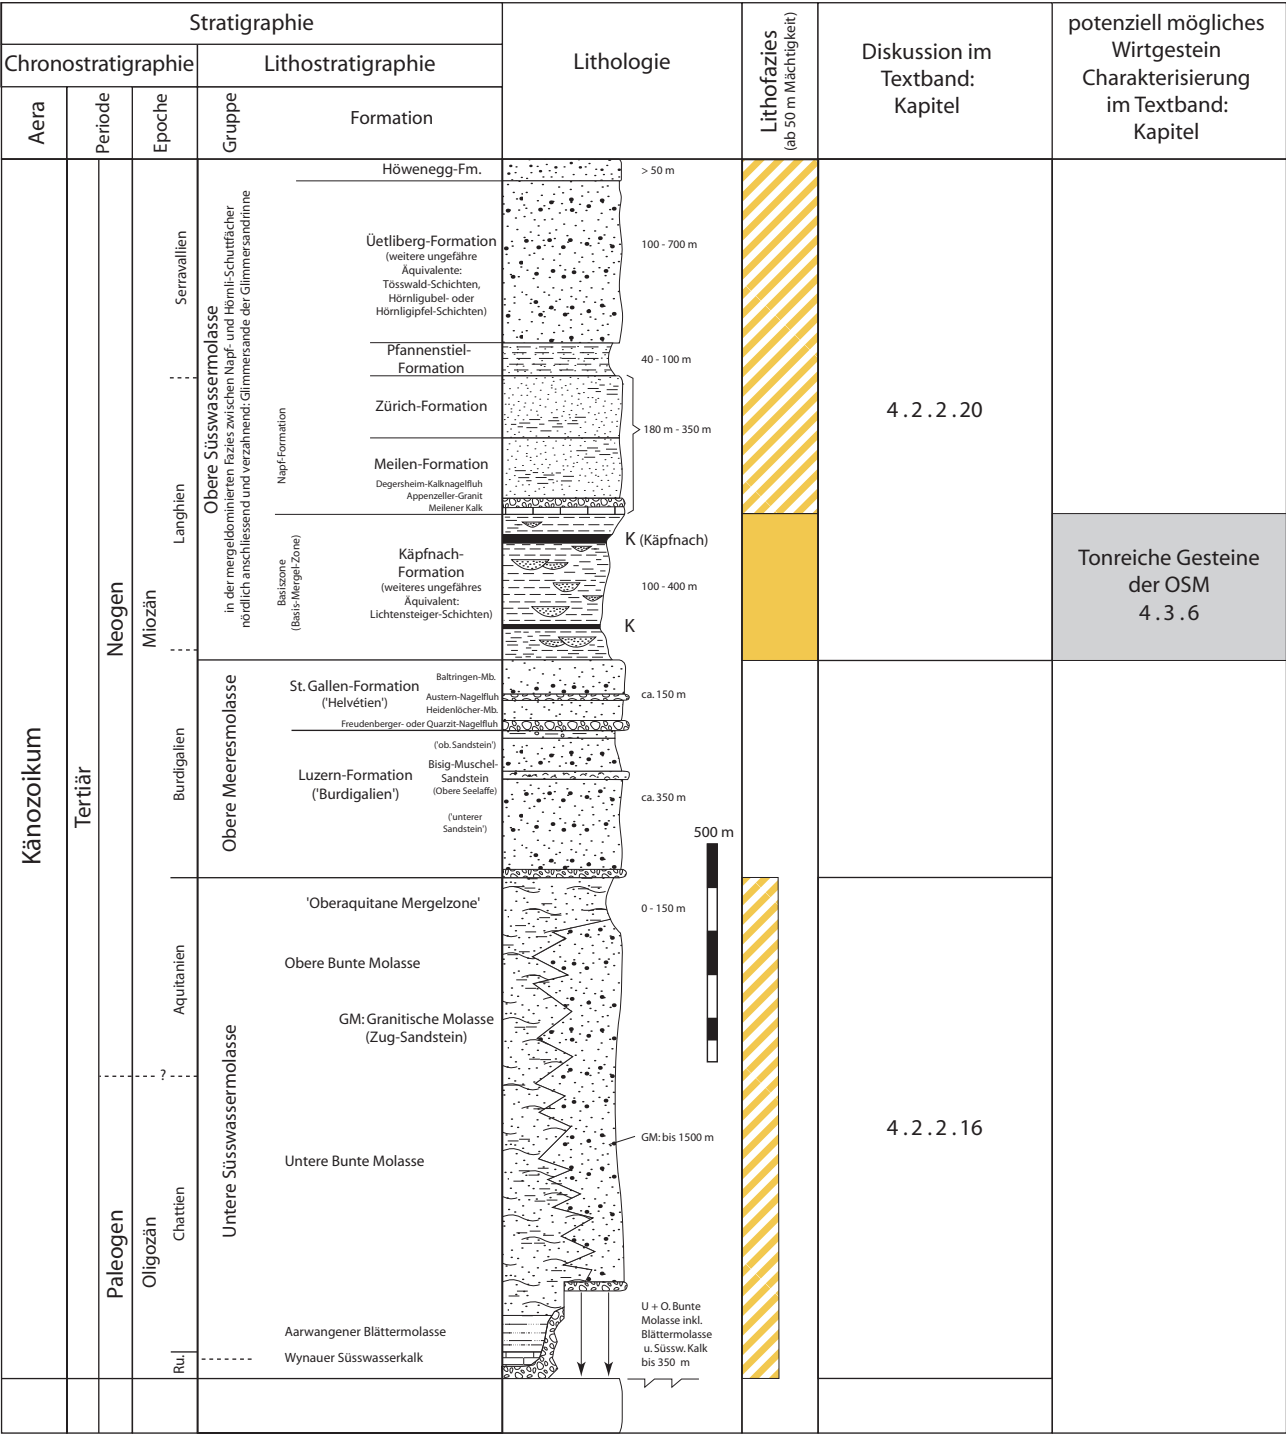 Stratigraphie
Chronostratigraphie
Lithostratigraphie
Aera
Periode
Epoche
Gruppe
Formation
Lithologie
Lithofazies
(ab 50 m Mächtigkeit)
Diskussion im
Textband:
Kapitel
potenziell mögliches
Wirtgestein
Charakterisierung
im Textband:
Kapitel
Känozoikum
Tertiär
Neogen
Paleogen
Miozän
Oligozän
Serravallien
Langhien
Burdigalien
Aquitanien
?
Chattien
Ru.
Obere Süsswassermolasse
in der mergeldominierten Fazies zwischen Napf- und Hörnli-Schuttfächer
nördlich anschliessend und verzahnend: Glimmersande der Glimmersandrinne
Napf-Formation
Basiszone
(Basis-Mergel-Zone)
Höwenegg-Fm.
> 50 m
Üetliberg-Formation
(weitere ungefähre
Äquivalente:
Tösswald-Schichten,
Hörnligubel- oder
Hörnligipfel-Schichten)
100 - 700 m
Pfannenstiel-
Formation
40 - 100 m
Zürich-Formation
180 m - 350 m
Meilen-Formation
Degersheim-Kalknagelfluh
Appenzeller-Granit
Meilener Kalk
4 . 2 . 2 . 20
K (Käpfnach)
Käpfnach-
Formation
(weiteres ungefähres
Äquivalent:
Lichtensteiger-Schichten)
100 - 400 m
K
Tonreiche Gesteine
der OSM
4 . 3 . 6
Obere Meeresmolasse
St. Gallen-Formation
('Helvétien')
Baltringen-Mb.
Austern-Nagelfluh
Heidenlöcher-Mb.
Freudenberger- oder Quarzit-Nagelfluh
ca. 150 m
Luzern-Formation
('Burdigalien')
('ob. Sandstein')
Bisig-Muschel-
Sandstein
(Obere Seelaffe)
('unterer
Sandstein')
ca. 350 m
500 m
Untere Süsswassermolasse
'Oberaquitane Mergelzone'
0 - 150 m
Obere Bunte Molasse
GM: Granitische Molasse
(Zug-Sandstein)
GM: bis 1500 m
Untere Bunte Molasse
4 . 2 . 2 . 16
Aarwangener Blättermolasse
Wynauer Süsswasserkalk
U + O. Bunte
Molasse inkl.
Blättermolasse
u. Süssw. Kalk
bis 350 m